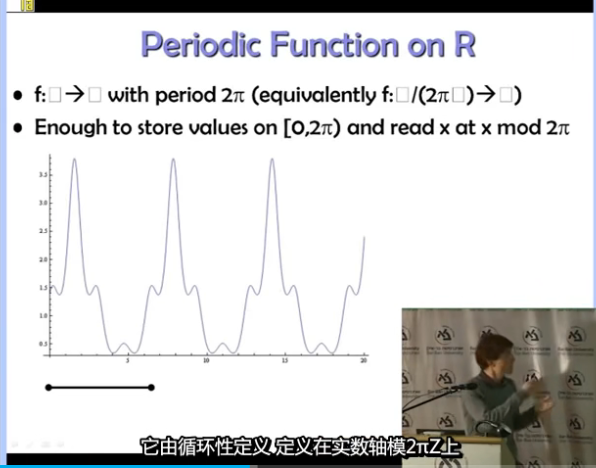 Periodic Function on R
• f:□→□ with period 2π (equivalently f:□/(2π□)→□)
• Enough to store values on [0,2π) and read x at x mod 2π
3.5
3.0
2.5
2.0
1.5
1.0
0.5
5
10
15
20
它由循环性定义 定义在实数轴模2πZ上